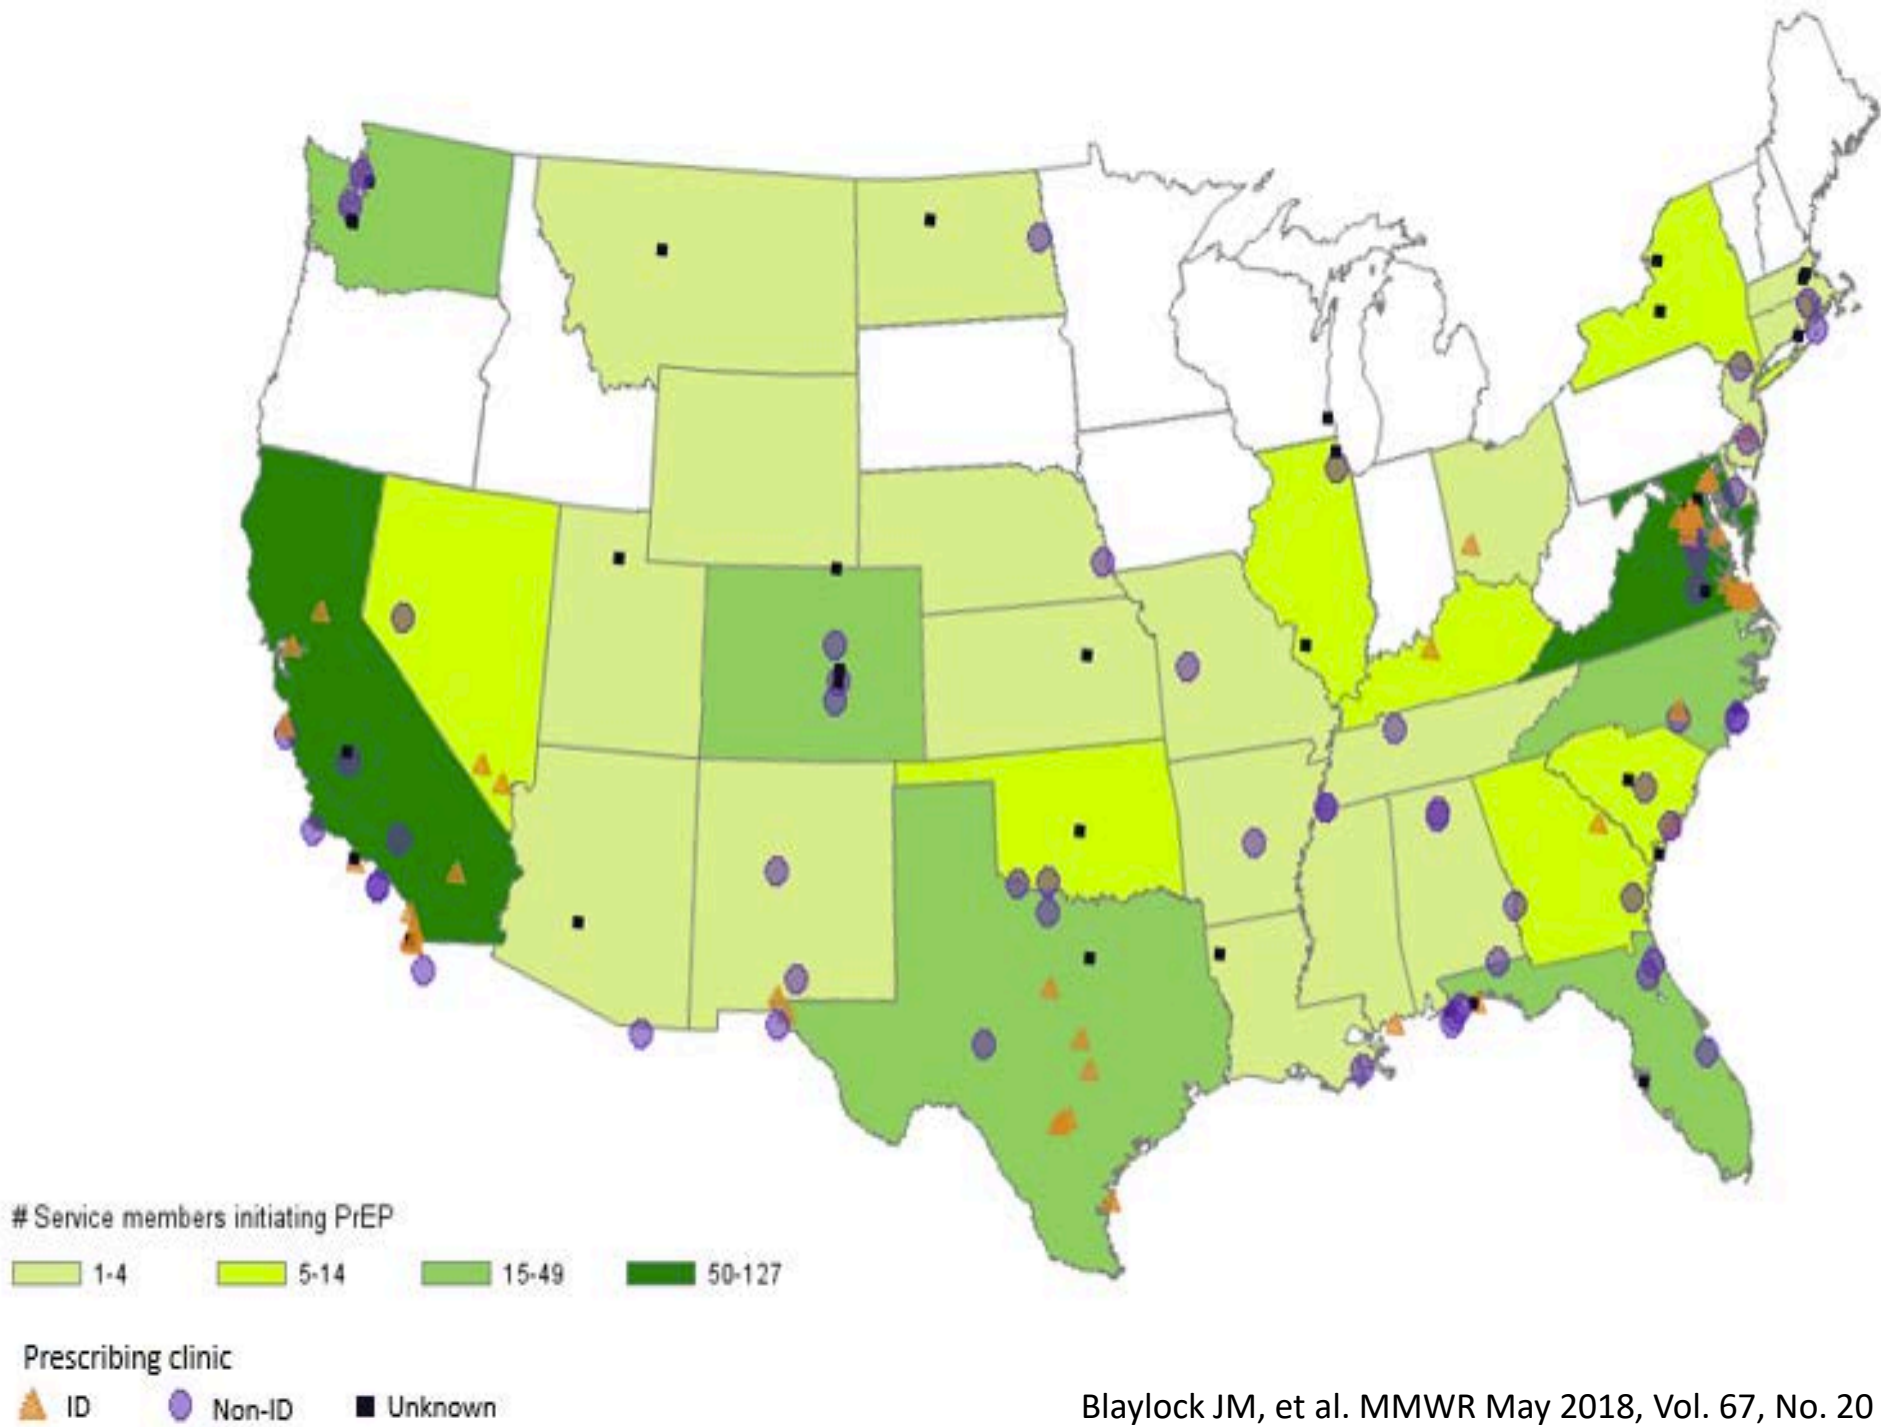 # Service members initiating PrEP
1-4 5-14 15-49 50-127
Prescribing clinic
ID Non-ID Unknown
Blaylock JM, et al. MMWR May 2018, Vol. 67, No. 20